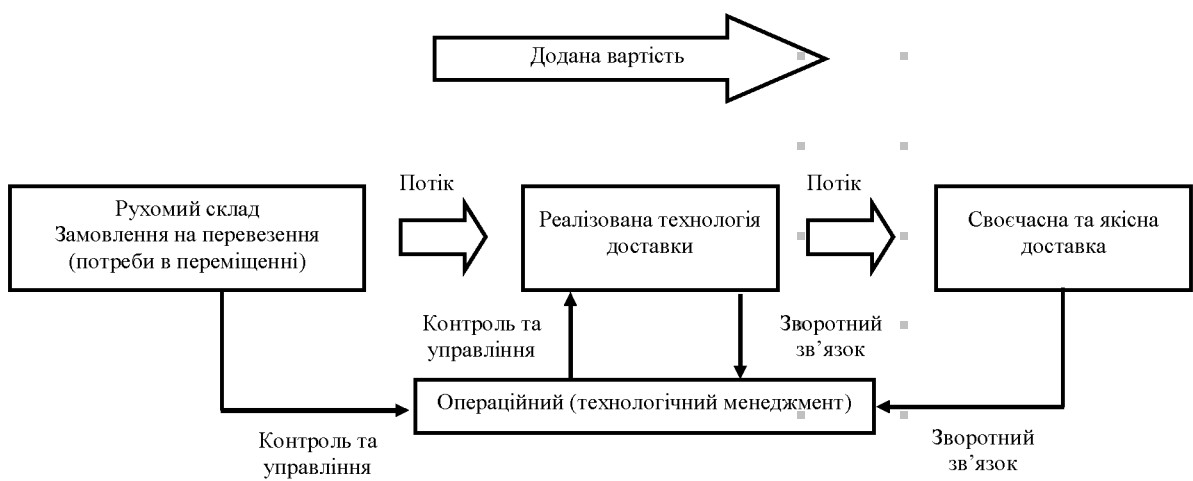 Додана вартість
Потік
Потік
Рухомий склад
Замовлення на перевезення
(потреби в переміщенні)
Реалізована технологія
доставки
Своєчасна та якісна
доставка
Контроль та
управління
Зворотний
зв’язок
Операційний (технологічний менеджмент)
Контроль та
управління
Зворотний
зв’язок